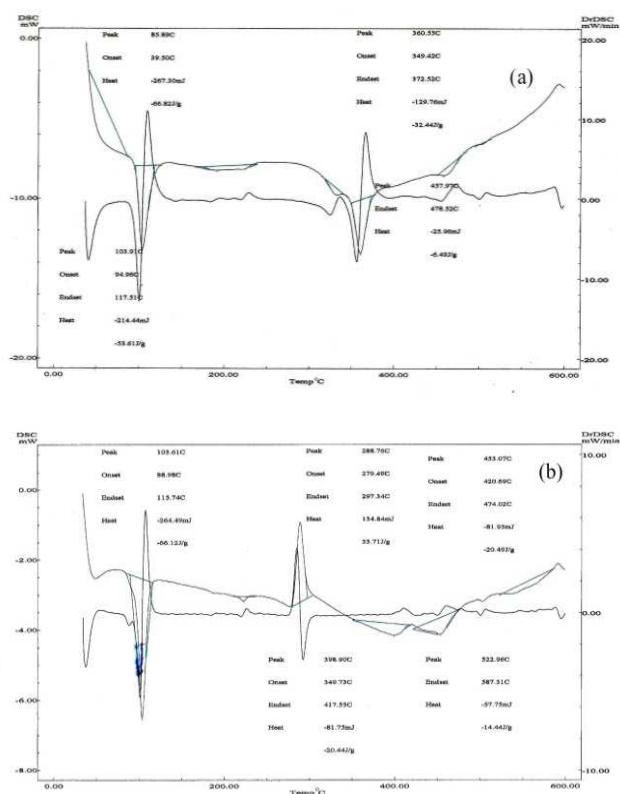 DSC
mW
DrDSC
mW/min
0.00
20.00
Peak 85.89C
Peak 360.55C
Onset 39.50C
Onset 349.42C
Endset 372.52C
(a)
Heat -267.30mJ
Heat -129.76mJ
-66.82J/g
-32.44J/g
10.00
-10.00
Peak 457.97C
0.00
Endset 478.52C
Heat -25.96mJ
-6.49J/g
Peak 103.91C
Onset 94.96C
-10.00
Endset 117.51C
Heat -214.44mJ
-53.61J/g
-20.00
-20.00
0.00 200.00 400.00 600.00
Temp°C
DSC
mW
DrDSC
mW/min
10.00
Peak 103.61C
Peak 288.76C
Peak 453.07C
(b)
Onset 88.98C
Onset 279.49C
Onset 420.69C
0.00
Endset 115.74C
Endset 297.34C
Endset 474.02C
Heat -264.49mJ
Heat 134.84mJ
Heat -81.95mJ
-66.12J/g
33.71J/g
-20.49J/g
-2.00
0.00
-4.00
Peak 398.90C
Peak 522.96C
Onset 349.73C
Endset 587.51C
-6.00
Endset 417.55C
Heat -57.75mJ
Heat -81.75mJ
-14.44J/g
-20.44J/g
-8.00
-10.00
0.00 200.00 400.00 600.00
Temp°C